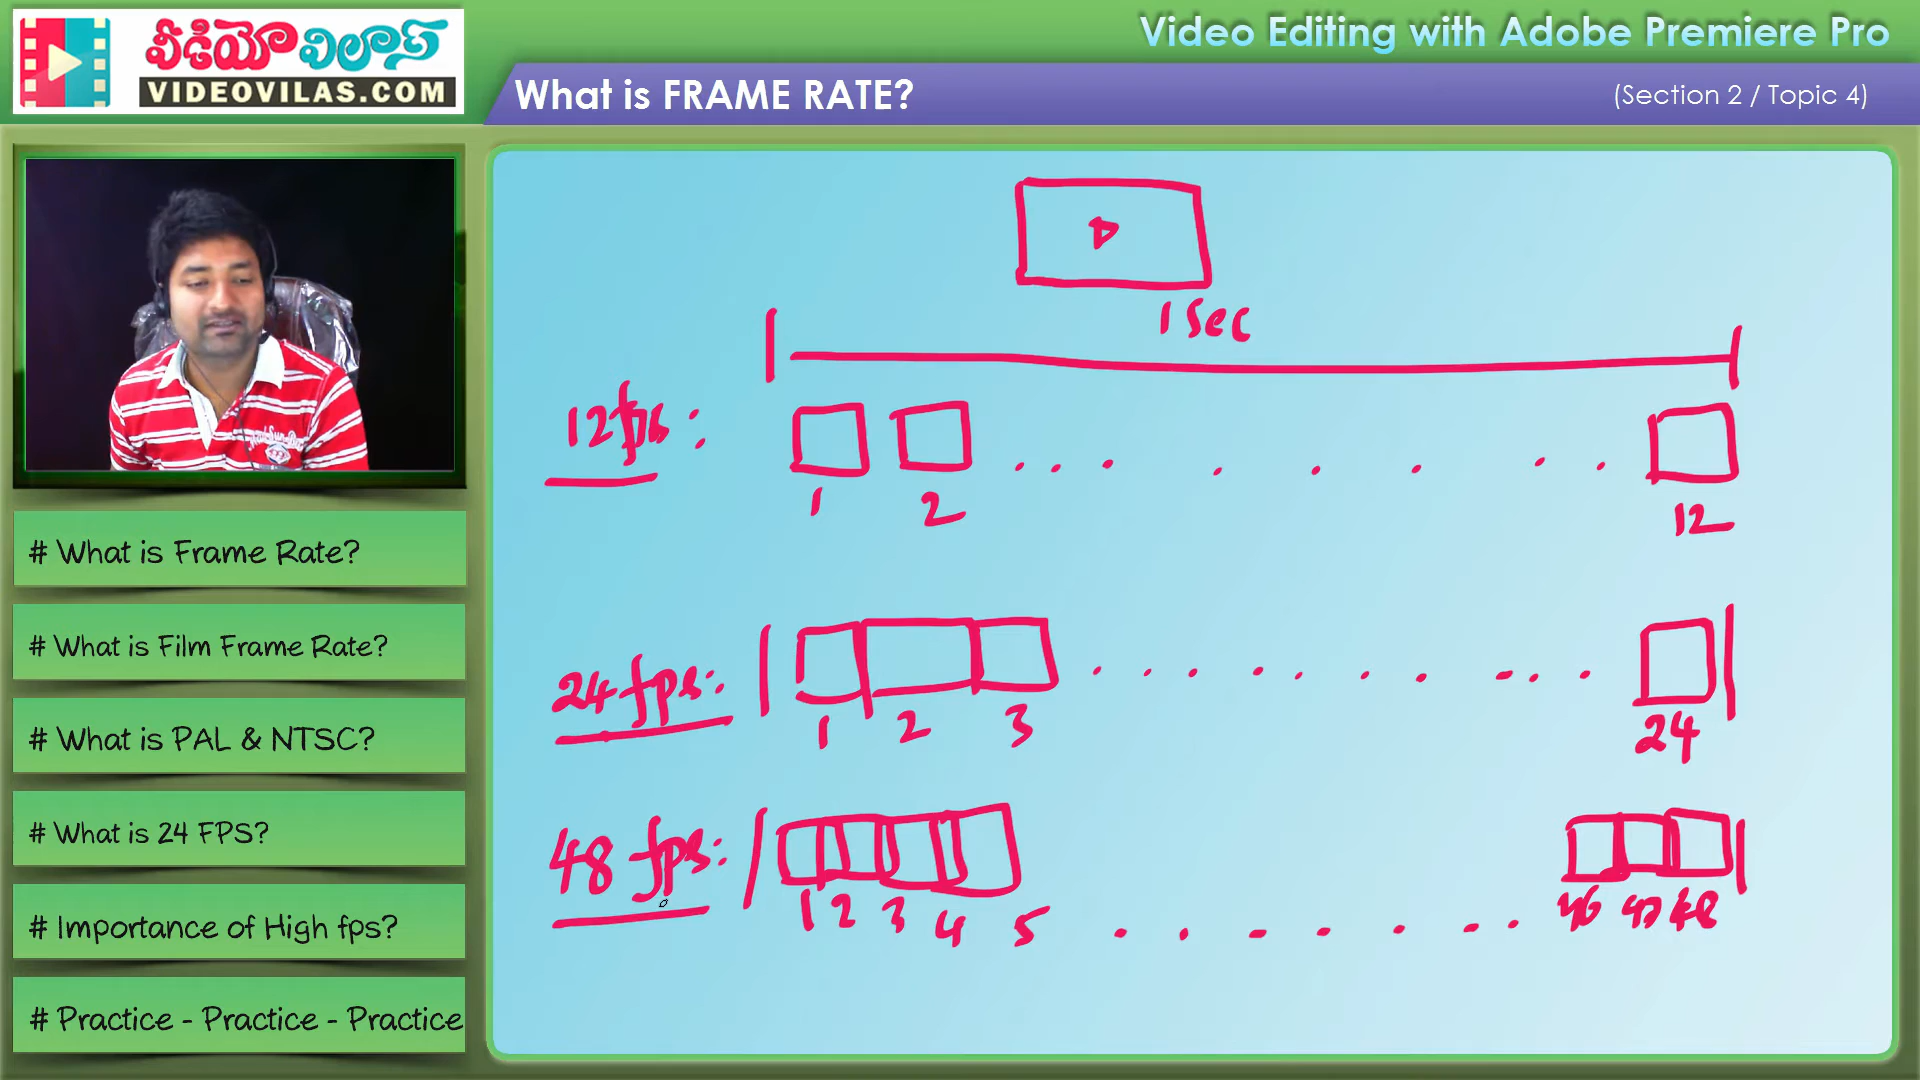 వీడియోవిలాస్
VIDEOVILAS.COM
Video Editing with Adobe Premiere Pro
What is FRAME RATE?
(Section 2 / Topic 4)
# What is Frame Rate?
# What is Film Frame Rate?
# What is PAL & NTSC?
# What is 24 FPS?
# Importance of High fps?
# Practice - Practice - Practice
1 Sec
12 fps:
1 2 12
24 fps:
1 2 3 24
48 fps:
1 2 3 4 5 46 47 48